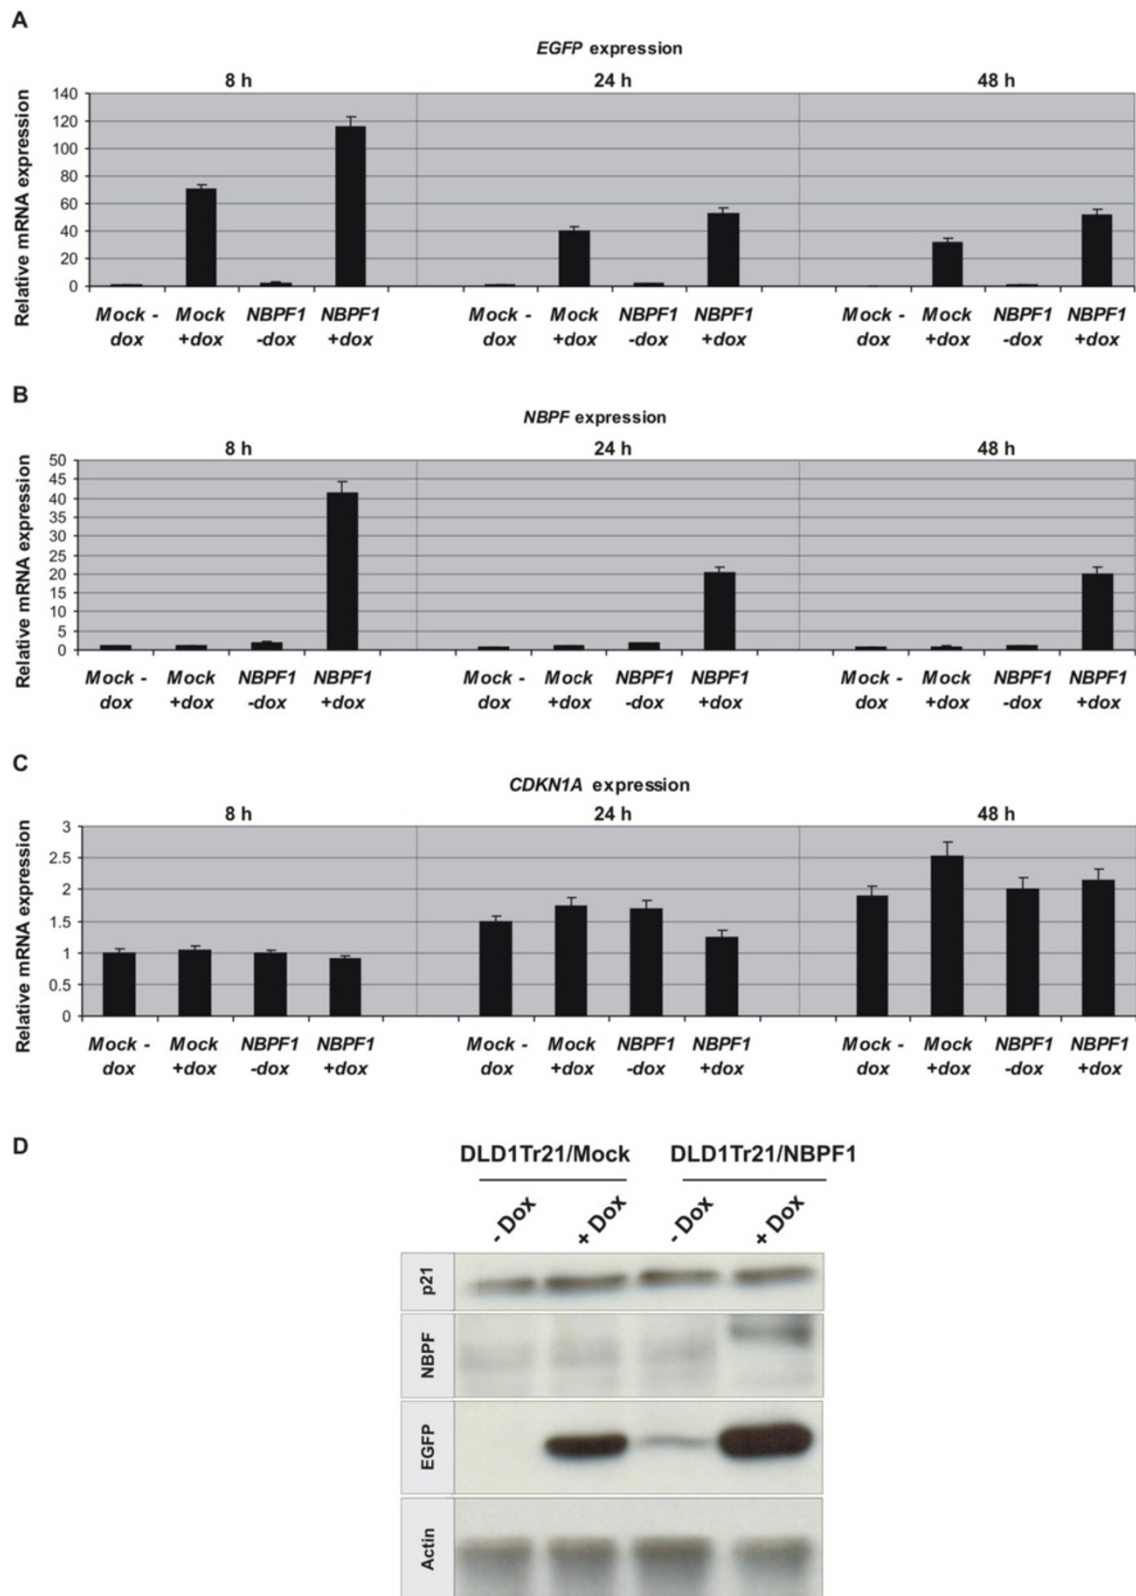 A
EGFP expression
8 h 24 h 48 h
Relative mRNA expression
140
120
100
80
60
40
20
0
Mock - Mock NBPF1 NBPF1 Mock - Mock NBPF1 NBPF1 Mock - Mock NBPF1 NBPF1
dox +dox -dox +dox dox +dox -dox +dox dox +dox -dox +dox
B
NBPF expression
8 h 24 h 48 h
Relative mRNA expression
50
45
40
35
30
25
20
15
10
5
0
Mock - Mock NBPF1 NBPF1 Mock - Mock NBPF1 NBPF1 Mock - Mock NBPF1 NBPF1
dox +dox -dox +dox dox +dox -dox +dox dox +dox -dox +dox
C
CDKN1A expression
8 h 24 h 48 h
Relative mRNA expression
3
2.5
2
1.5
1
0.5
0
Mock - Mock NBPF1 NBPF1 Mock - Mock NBPF1 NBPF1 Mock - Mock NBPF1 NBPF1
dox +dox -dox +dox dox +dox -dox +dox dox +dox -dox +dox
D
DLD1Tr21/Mock DLD1Tr21/NBPF1
- Dox + Dox - Dox + Dox
p21
NBPF
EGFP
Actin